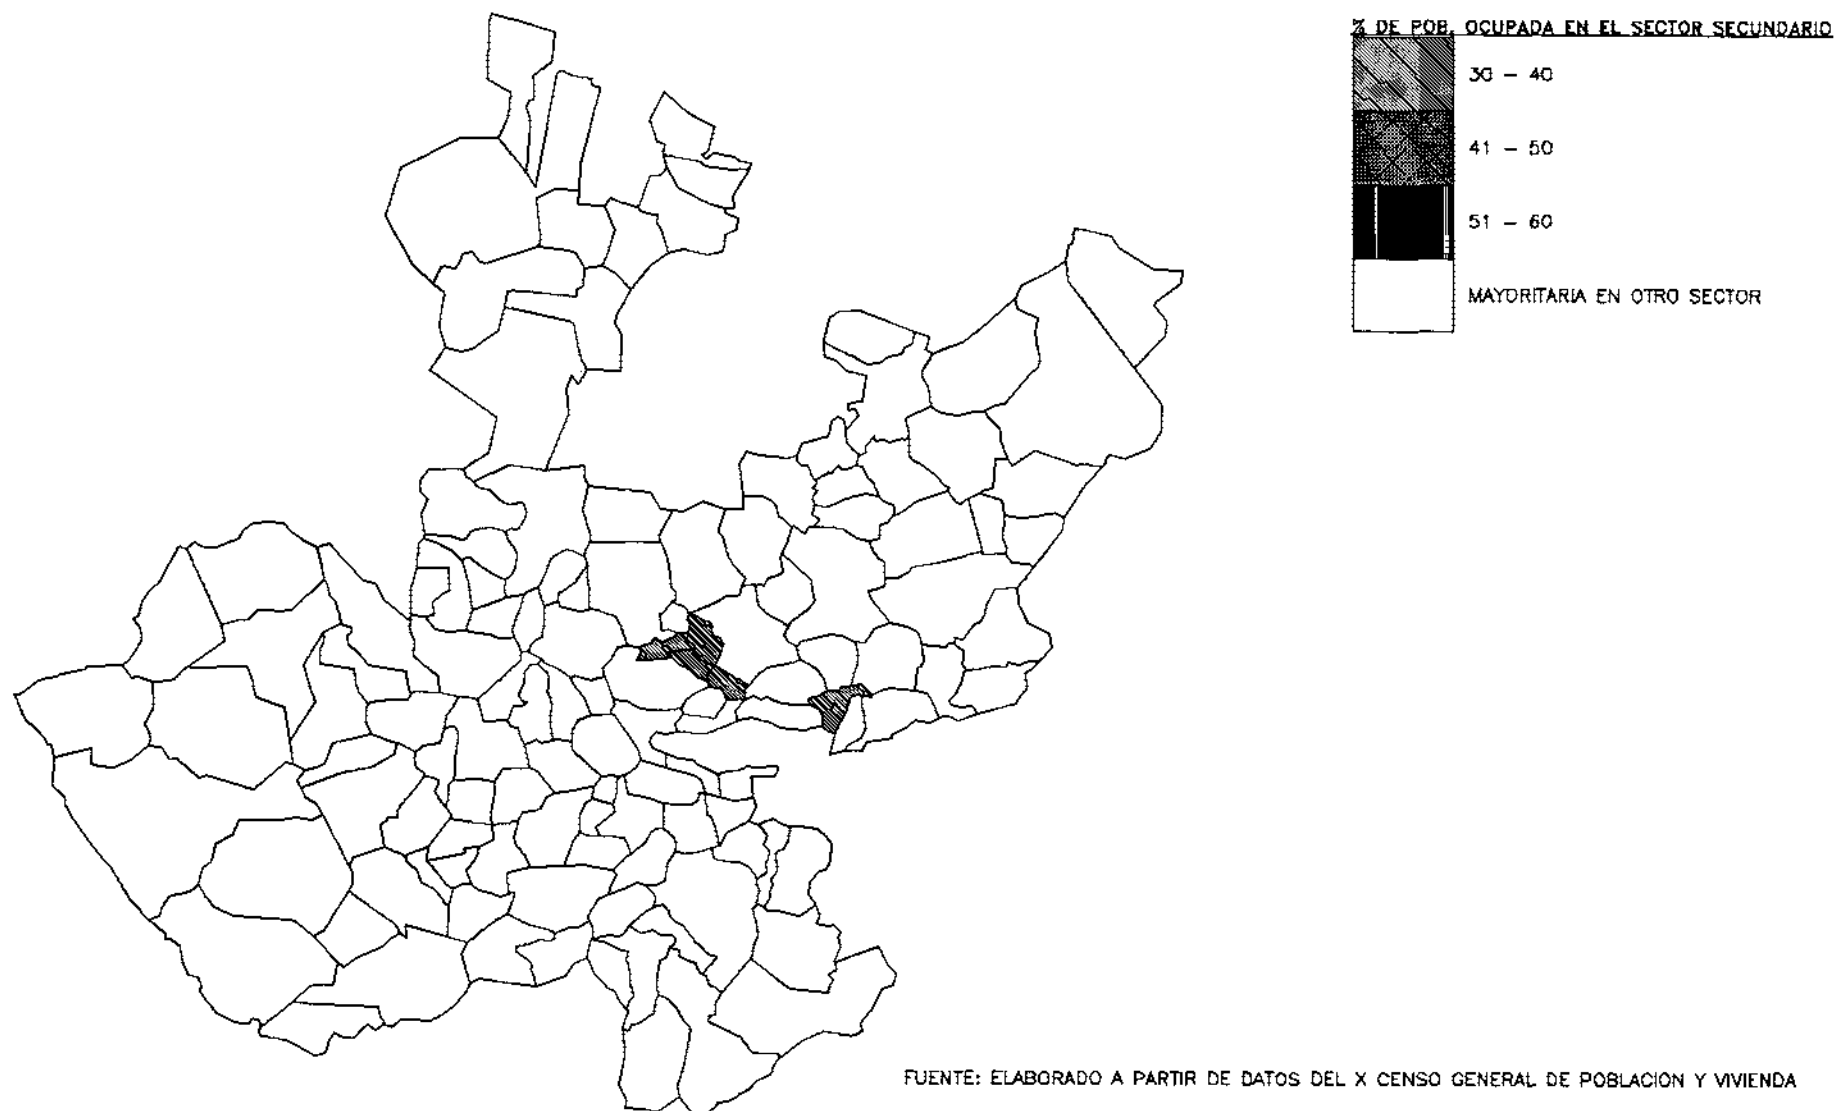 % DE POB. OCUPADA EN EL SECTOR SECUNDARIO
30 - 40
41 - 50
51 - 60
MAYORITARIA EN OTRO SECTOR
FUENTE: ELABORADO A PARTIR DE DATOS DEL X CENSO GENERAL DE POBLACION Y VIVIENDA